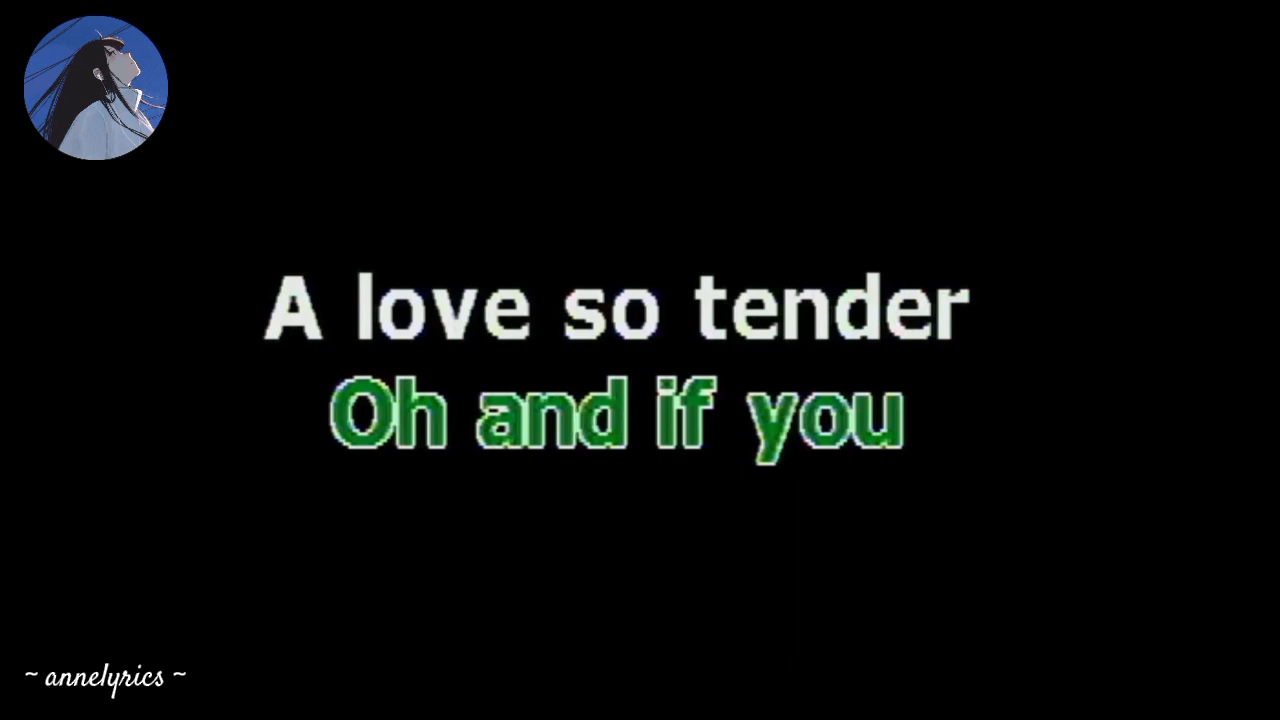 A love so tender
Oh and if you
~ annelyrics ~